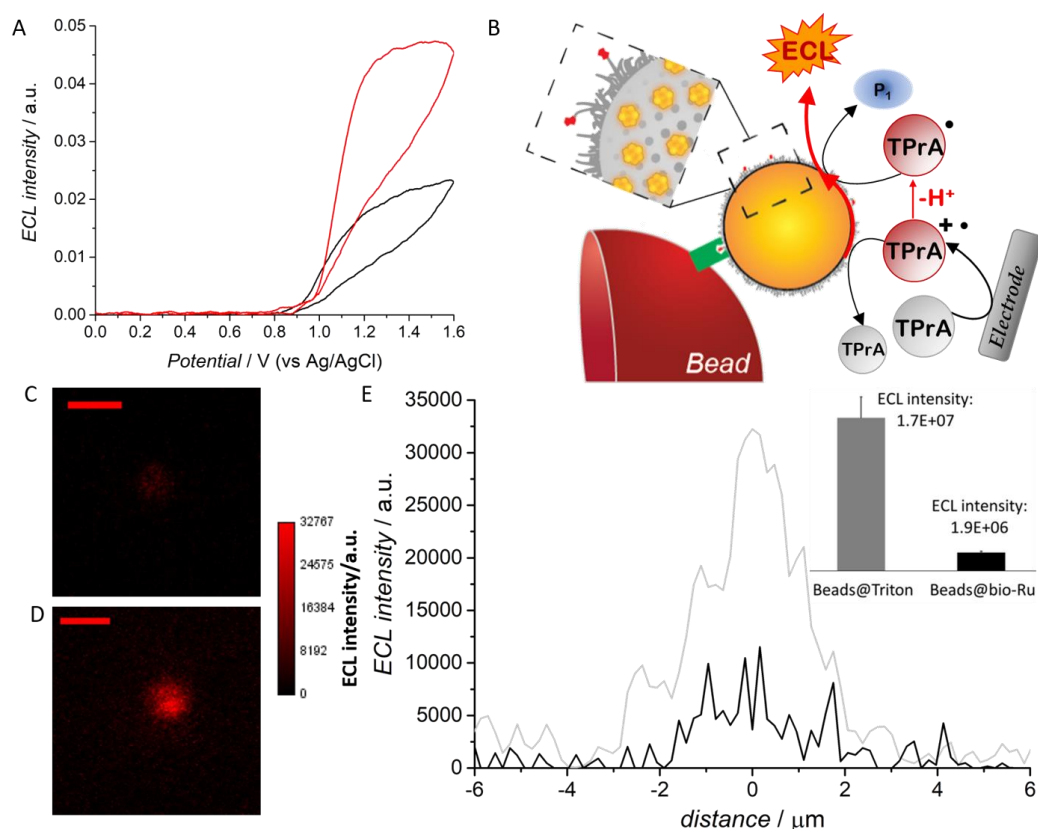 A
0.05
0.04
0.03
0.02
0.01
0.00
ECL intensity / a.u.
0.0 0.2 0.4 0.6 0.8 1.0 1.2 1.4 1.6
Potential / V (vs Ag/AgCl)
B
ECL
P1
TPrA •
-H+
+ •
TPrA
TPrA
TPrA
Electrode
Bead
C
D
32767
24575
16384
8192
0
ECL intensity/a.u.
E
35000
30000
25000
20000
15000
10000
5000
0
ECL intensity / a.u.
-6 -4 -2 0 2 4 6
distance / μm
ECL intensity:
1.7E+07
ECL intensity:
1.9E+06
Beads@Triton Beads@bio-Ru